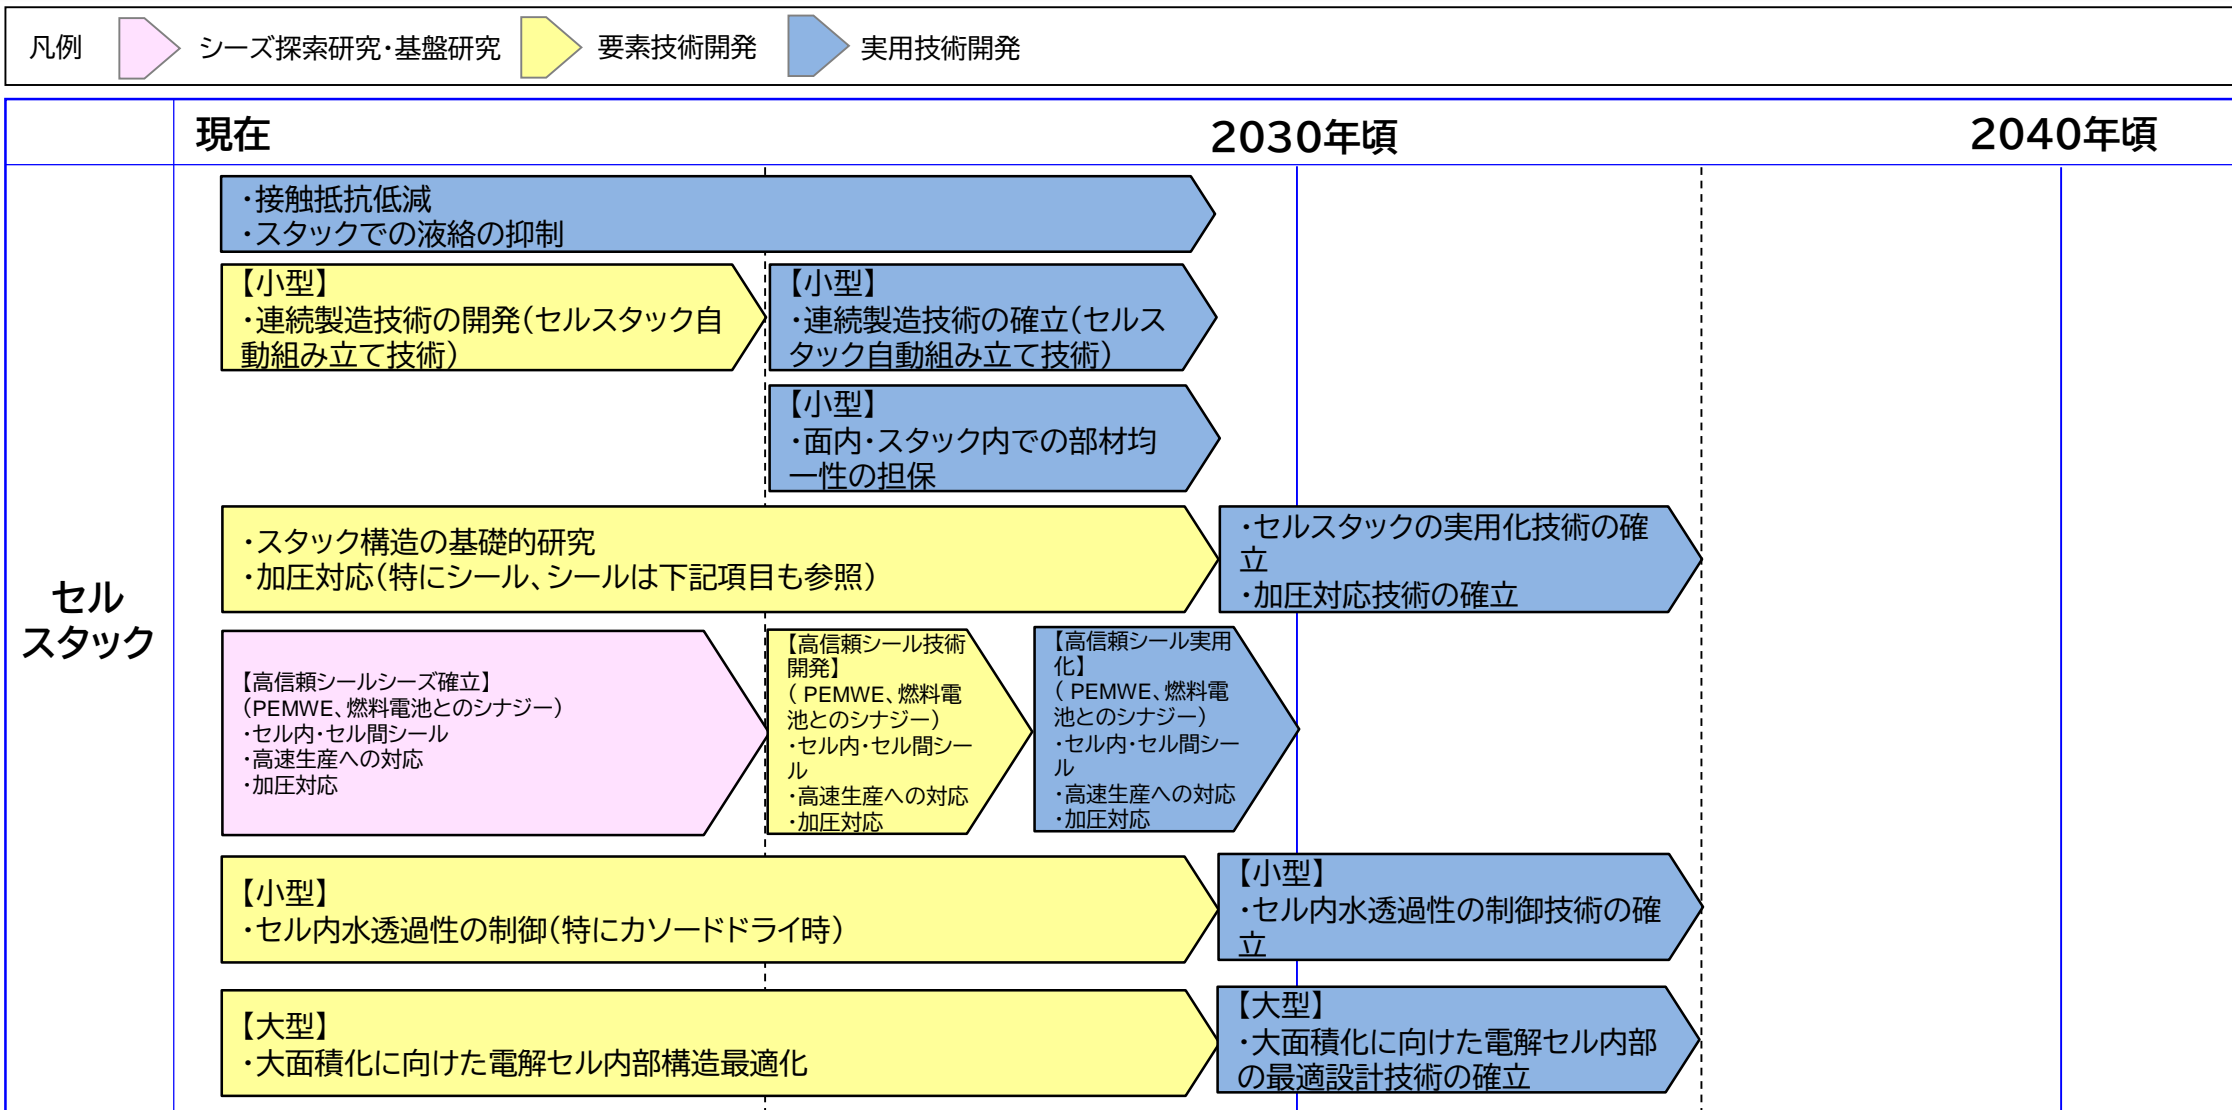 凡例
シーズ探索研究・基盤研究
要素技術開発
実用技術開発
現在
2030年頃
2040年頃
セル
スタック
・接触抵抗低減
・スタックでの液絡の抑制
【小型】
・連続製造技術の開発（セルスタック自
動組み立て技術）
【小型】
・連続製造技術の確立（セルス
タック自動組み立て技術）
【小型】
・面内・スタック内での部材均
一性の担保
・スタック構造の基礎的研究
・加圧対応（特にシール、シールは下記項目も参照）
・セルスタックの実用化技術の確
立
・加圧対応技術の確立
【高信頼シールシーズ確立】
（PEMWE、燃料電池とのシナジー）
・セル内・セル間シール
・高速生産への対応
・加圧対応
【高信頼シール技術
開発】
（ PEMWE、燃料電
池とのシナジー）
・セル内・セル間シー
ル
・高速生産への対応
・加圧対応
【高信頼シール実用
化】
（ PEMWE、燃料電
池とのシナジー）
・セル内・セル間シー
ル
・高速生産への対応
・加圧対応
【小型】
・セル内水透過性の制御（特にカソードドライ時）
【小型】
・セル内水透過性の制御技術の確
立
【大型】
・大面積化に向けた電解セル内部構造最適化
【大型】
・大面積化に向けた電解セル内部
の最適設計技術の確立